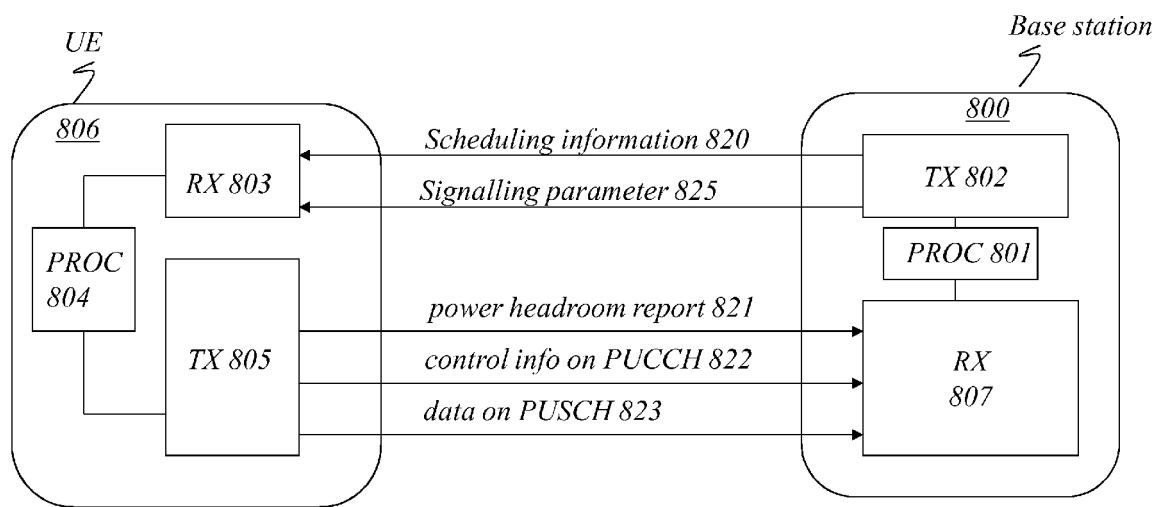 UE
Base station
806
800
Scheduling information 820
RX 803
TX 802
Signalling parameter 825
PROC
804
PROC 801
power headroom report 821
TX 805
control info on PUCCH 822
RX
807
data on PUSCH 823